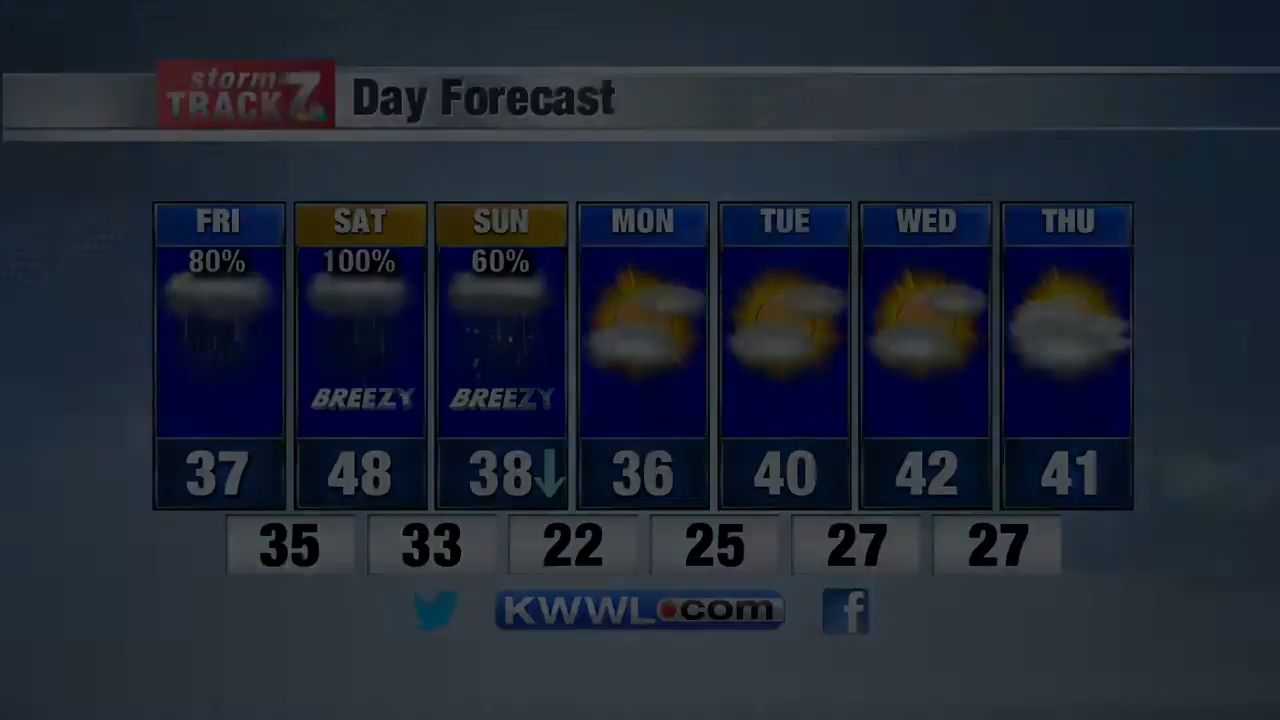 storm
TRACK 7 Day Forecast
FRI SAT SUN MON TUE WED THU
80% 100% 60%
BREEZY BREEZY
37 48 38 36 40 42 41
35 33 22 25 27 27
KWWL.com f